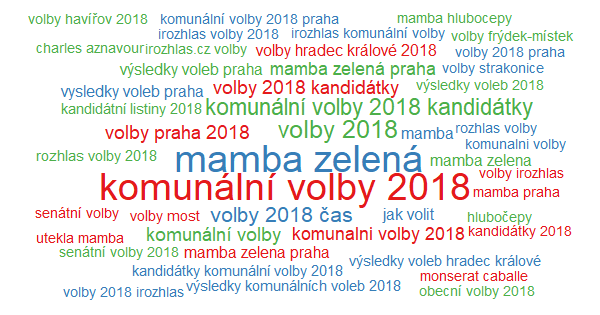 volby havířov 2018 komunální volby 2018 praha mamba hlubocepy
irozhlas volby 2018 irozhlas komunální volby volby frýdek-místek
charles aznavour irozhlas.cz volby volby hradec králové 2018 volby 2018 praha
výsledky voleb praha mamba zelená praha volby strakonice
vysledky voleb praha volby 2018 kandidátky výsledky voleb 2018
kandidátní listiny 2018 komunální volby 2018 kandidátky
volby praha 2018 volby 2018 mamba rozhlas volby
komunalni volby
rozhlas volby 2018 mamba zelená mamba zelena
volby irozhlas
komunální volby 2018 mamba praha
senátní volby volby most volby 2018 čas jak volit hlubočepy
utekla mamba komunální volby komunalni volby 2018 kandidátky 2018
senátní volby 2018 mamba zelena praha
výsledky voleb hradec králové
kandidátky komunální volby 2018 monserat caballe
volby 2018 irozhlas výsledky komunálních voleb 2018 obecní volby 2018